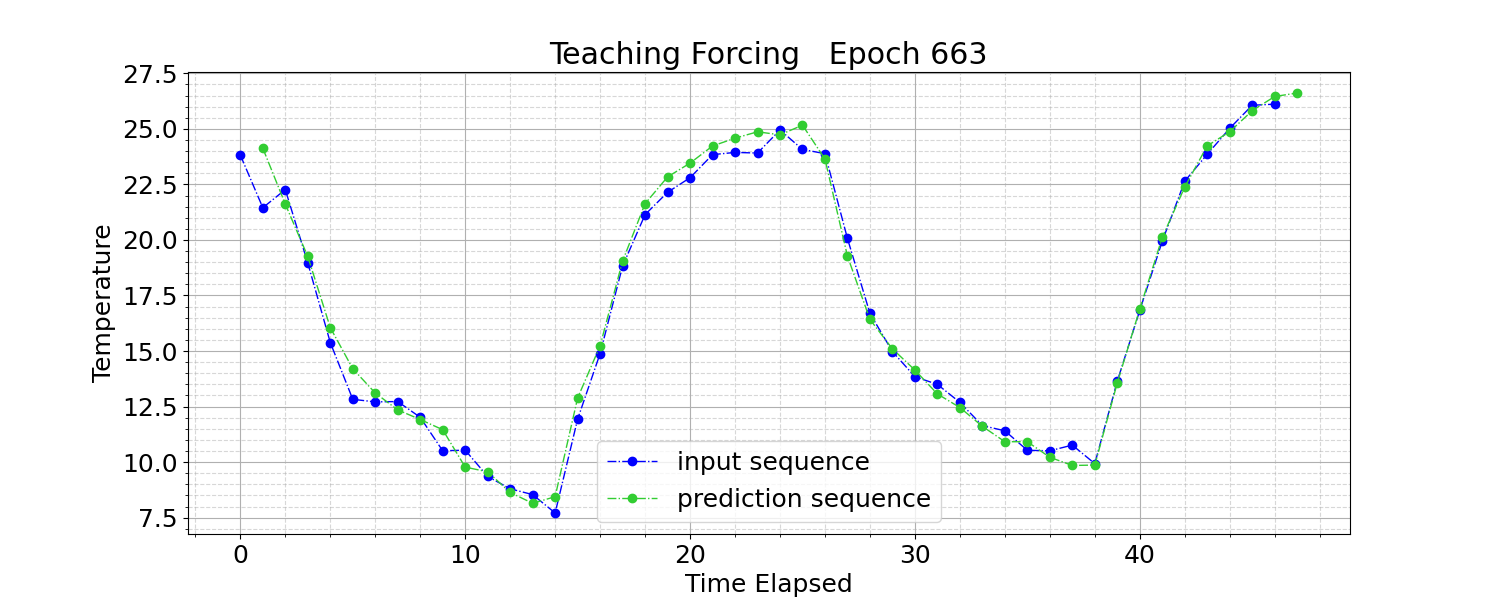 Teaching Forcing   Epoch 663
27.5
25.0
22.5
20.0
17.5
15.0
12.5
10.0
7.5
Temperature
input sequence
prediction sequence
0 10 20 30 40
Time Elapsed